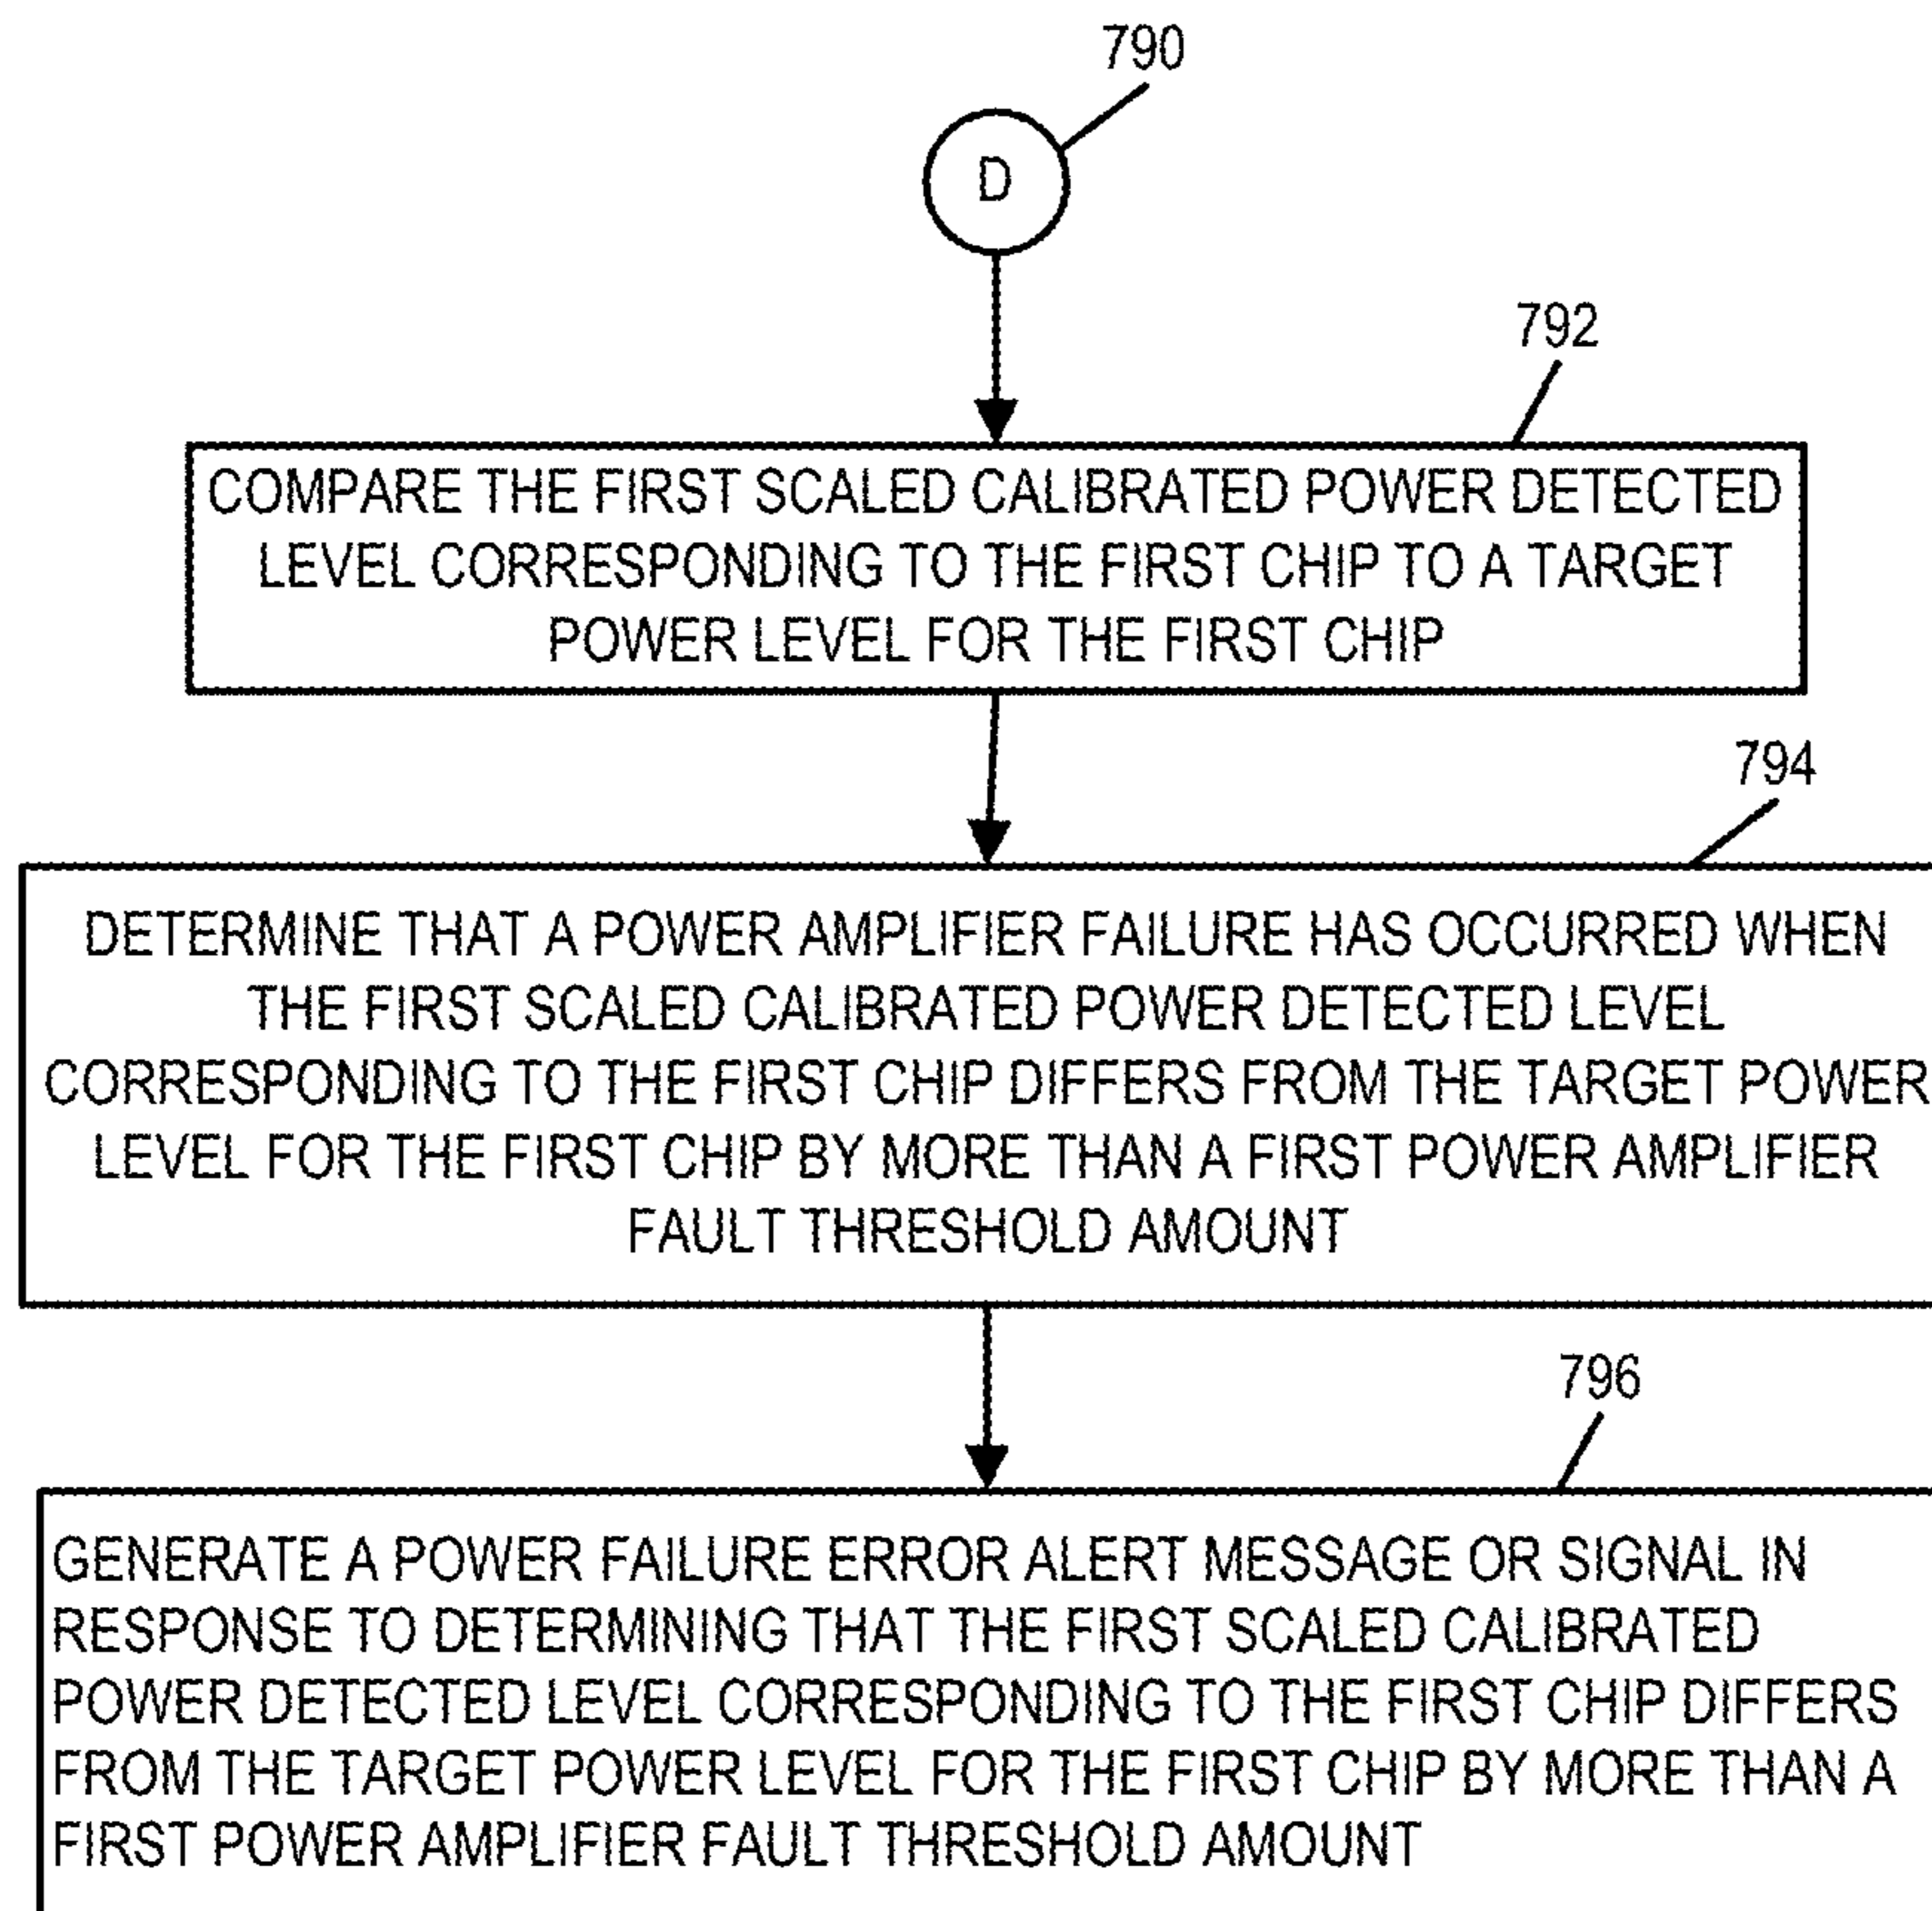 790
D
792
COMPARE THE FIRST SCALED CALIBRATED POWER DETECTED
LEVEL CORRESPONDING TO THE FIRST CHIP TO A TARGET
POWER LEVEL FOR THE FIRST CHIP
794
DETERMINE THAT A POWER AMPLIFIER FAILURE HAS OCCURRED WHEN
THE FIRST SCALED CALIBRATED POWER DETECTED LEVEL
CORRESPONDING TO THE FIRST CHIP DIFFERS FROM THE TARGET POWER
LEVEL FOR THE FIRST CHIP BY MORE THAN A FIRST POWER AMPLIFIER
FAULT THRESHOLD AMOUNT
796
GENERATE A POWER FAILURE ERROR ALERT MESSAGE OR SIGNAL IN
RESPONSE TO DETERMINING THAT THE FIRST SCALED CALIBRATED
POWER DETECTED LEVEL CORRESPONDING TO THE FIRST CHIP DIFFERS
FROM THE TARGET POWER LEVEL FOR THE FIRST CHIP BY MORE THAN A
FIRST POWER AMPLIFIER FAULT THRESHOLD AMOUNT